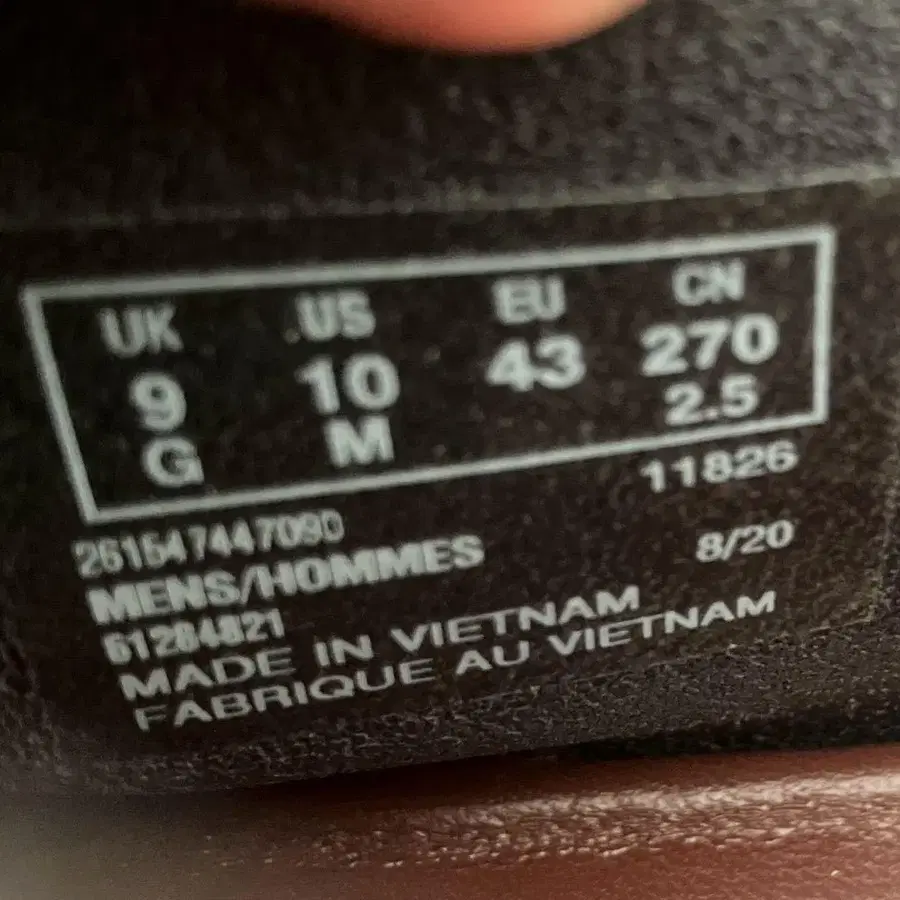 UK US EU CN
9 10 43 270
G M 2.5
11826
261547447090
MENS/HOMMES 8/20
61284821
MADE IN VIETNAM
FABRIQUE AU VIETNAM